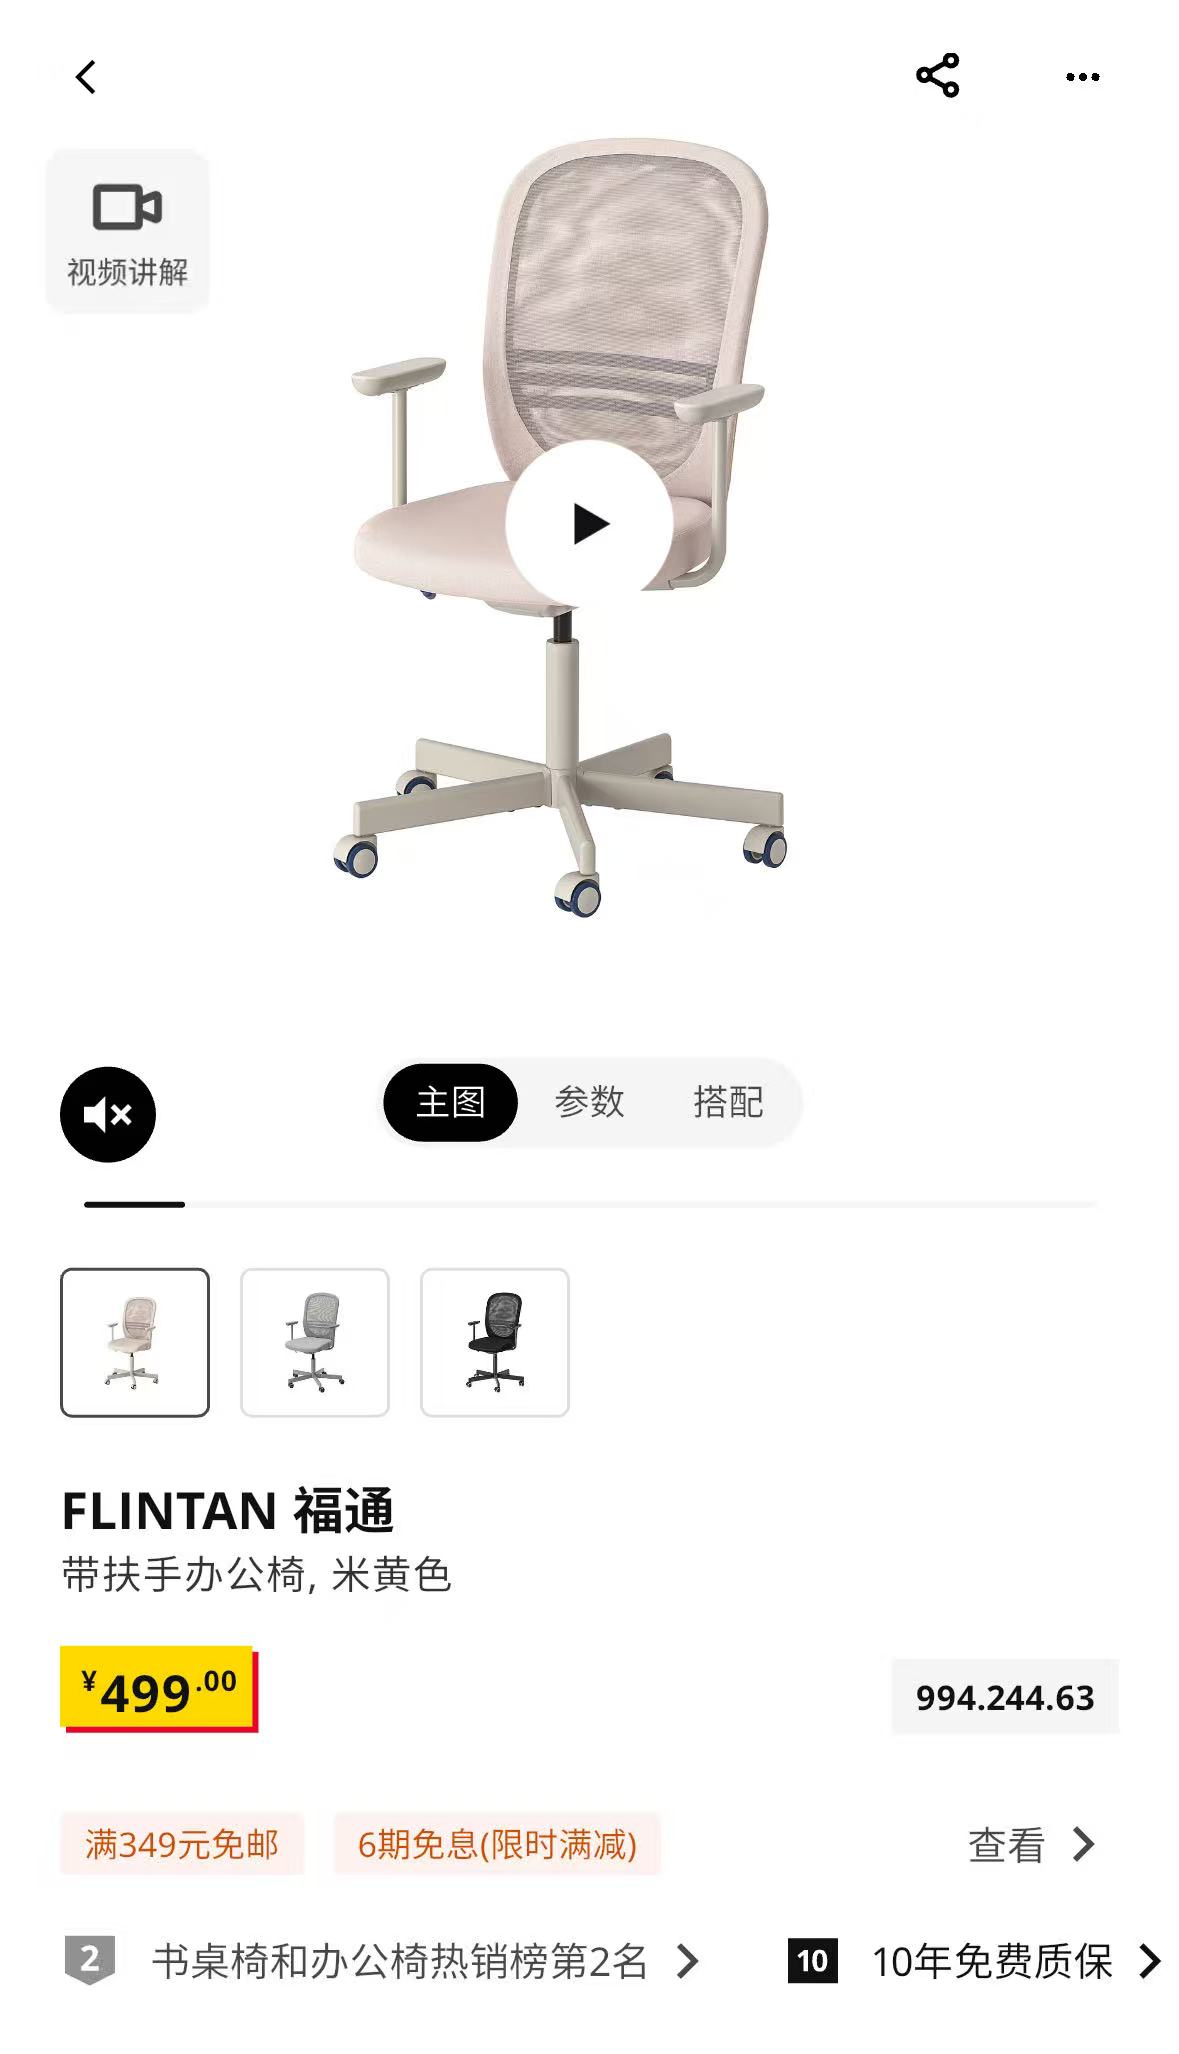 视频讲解
主图 参数 搭配
FLINTAN 福通
带扶手办公椅, 米黄色
¥499.00
994.244.63
满349元免邮 6期免息(限时满减) 查看
2 书桌椅和办公椅热销榜第2名 10 10年免费质保